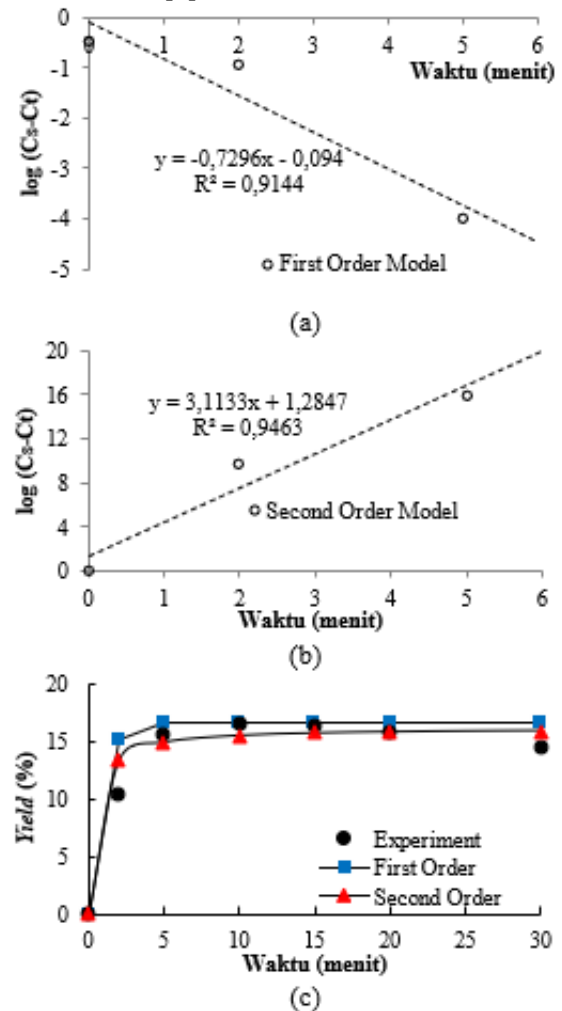 0
-1
-2
-3
-4
-5
log (Cs-Ct)
0 1 2 3 4 5 6
Waktu (menit)
y = -0,7296x - 0,094
R² = 0,9144
First Order Model
(a)
20
16
12
8
4
0
log (Cs-Ct)
y = 3,1133x + 1,2847
R² = 0,9463
Second Order Model
0 1 2 3 4 5 6
Waktu (menit)
(b)
20
15
10
5
0
Yield (%)
Experiment
First Order
Second Order
0 5 10 15 20 25 30
Waktu (menit)
(c)